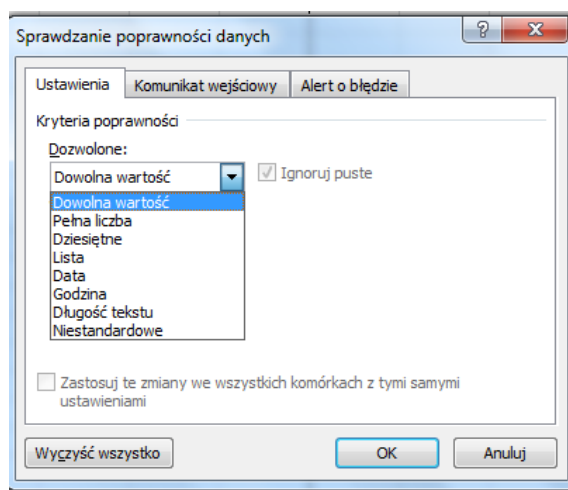 Sprawdzanie poprawności danych
Ustawienia Komunikat wejściowy Alert o błędzie
Kryteria poprawności
Dozwolone:
Dowolna wartość Ignoruj puste
Dowolna wartość
Pełna liczba
Dziesiętne
Lista
Data
Godzina
Długość tekstu
Niestandardowe
Zastosuj te zmiany we wszystkich komórkach z tymi samymi
ustawieniami
Wyczyść wszystko OK Anuluj